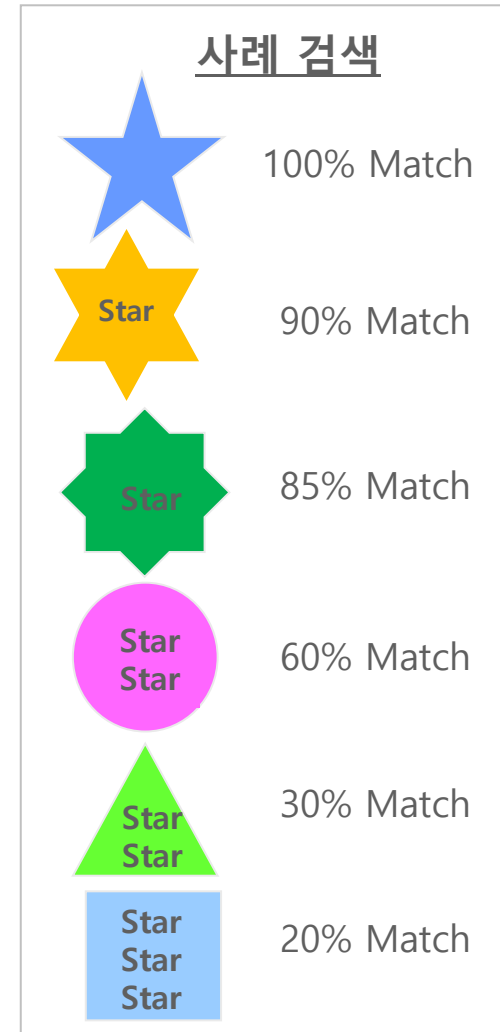 사례 검색
100% Match
Star
90% Match
Star
85% Match
Star
Star
60% Match
Star
Star
30% Match
Star
Star
Star
20% Match